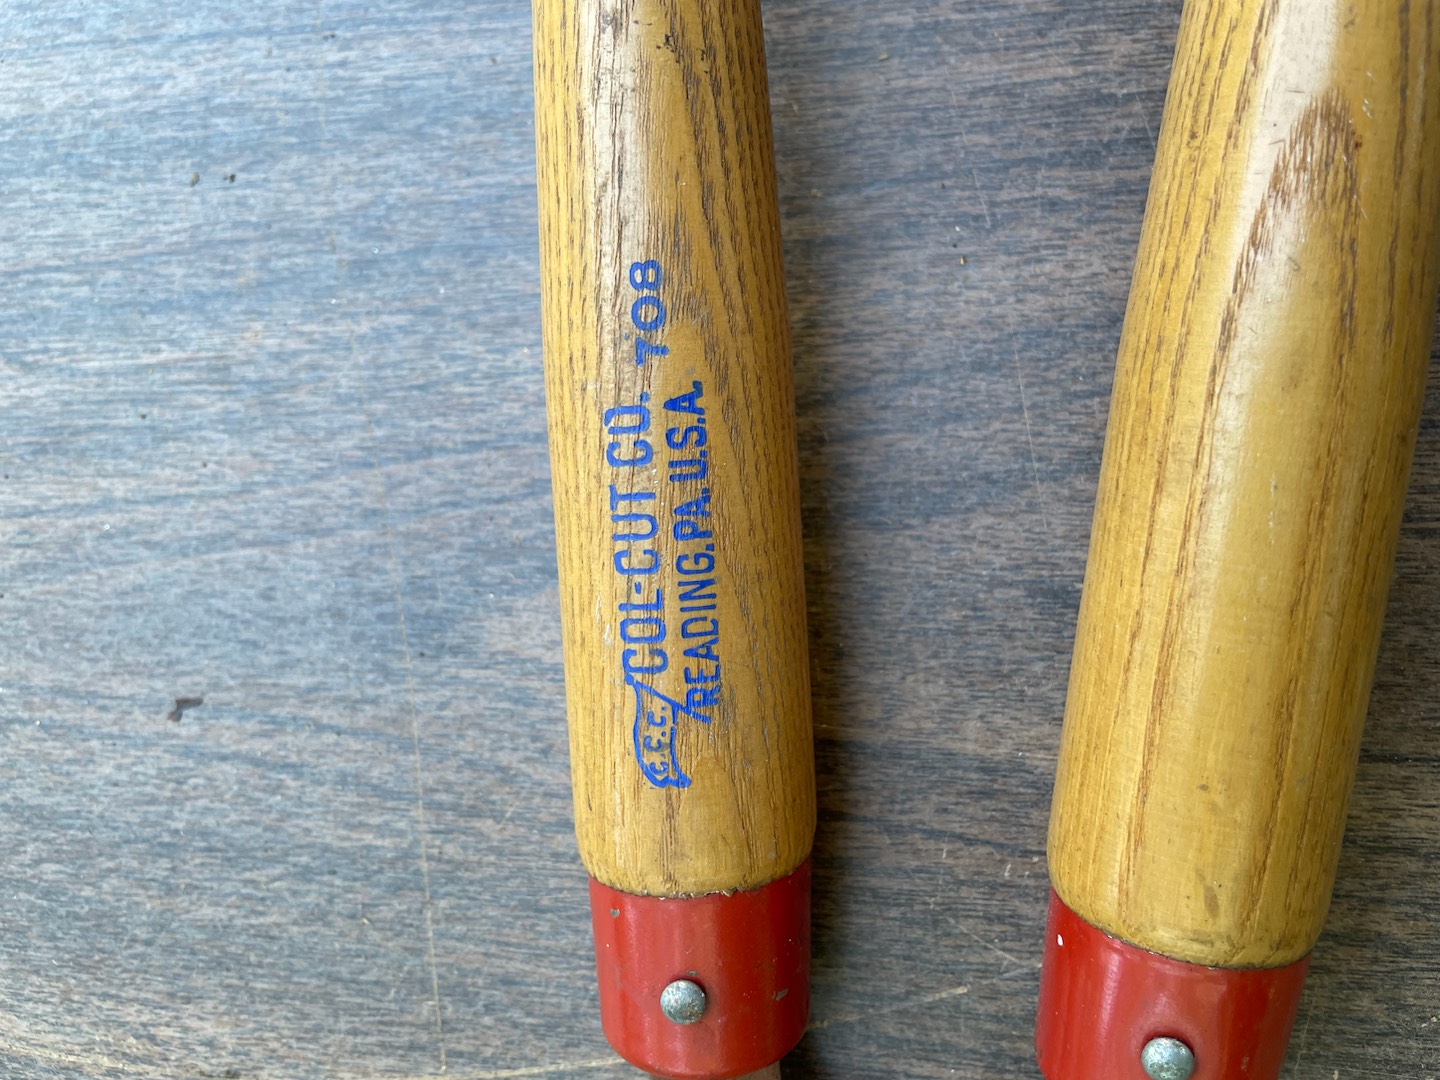 C.C.C.
COL-CUT CO. 708
READING, PA. U.S.A.